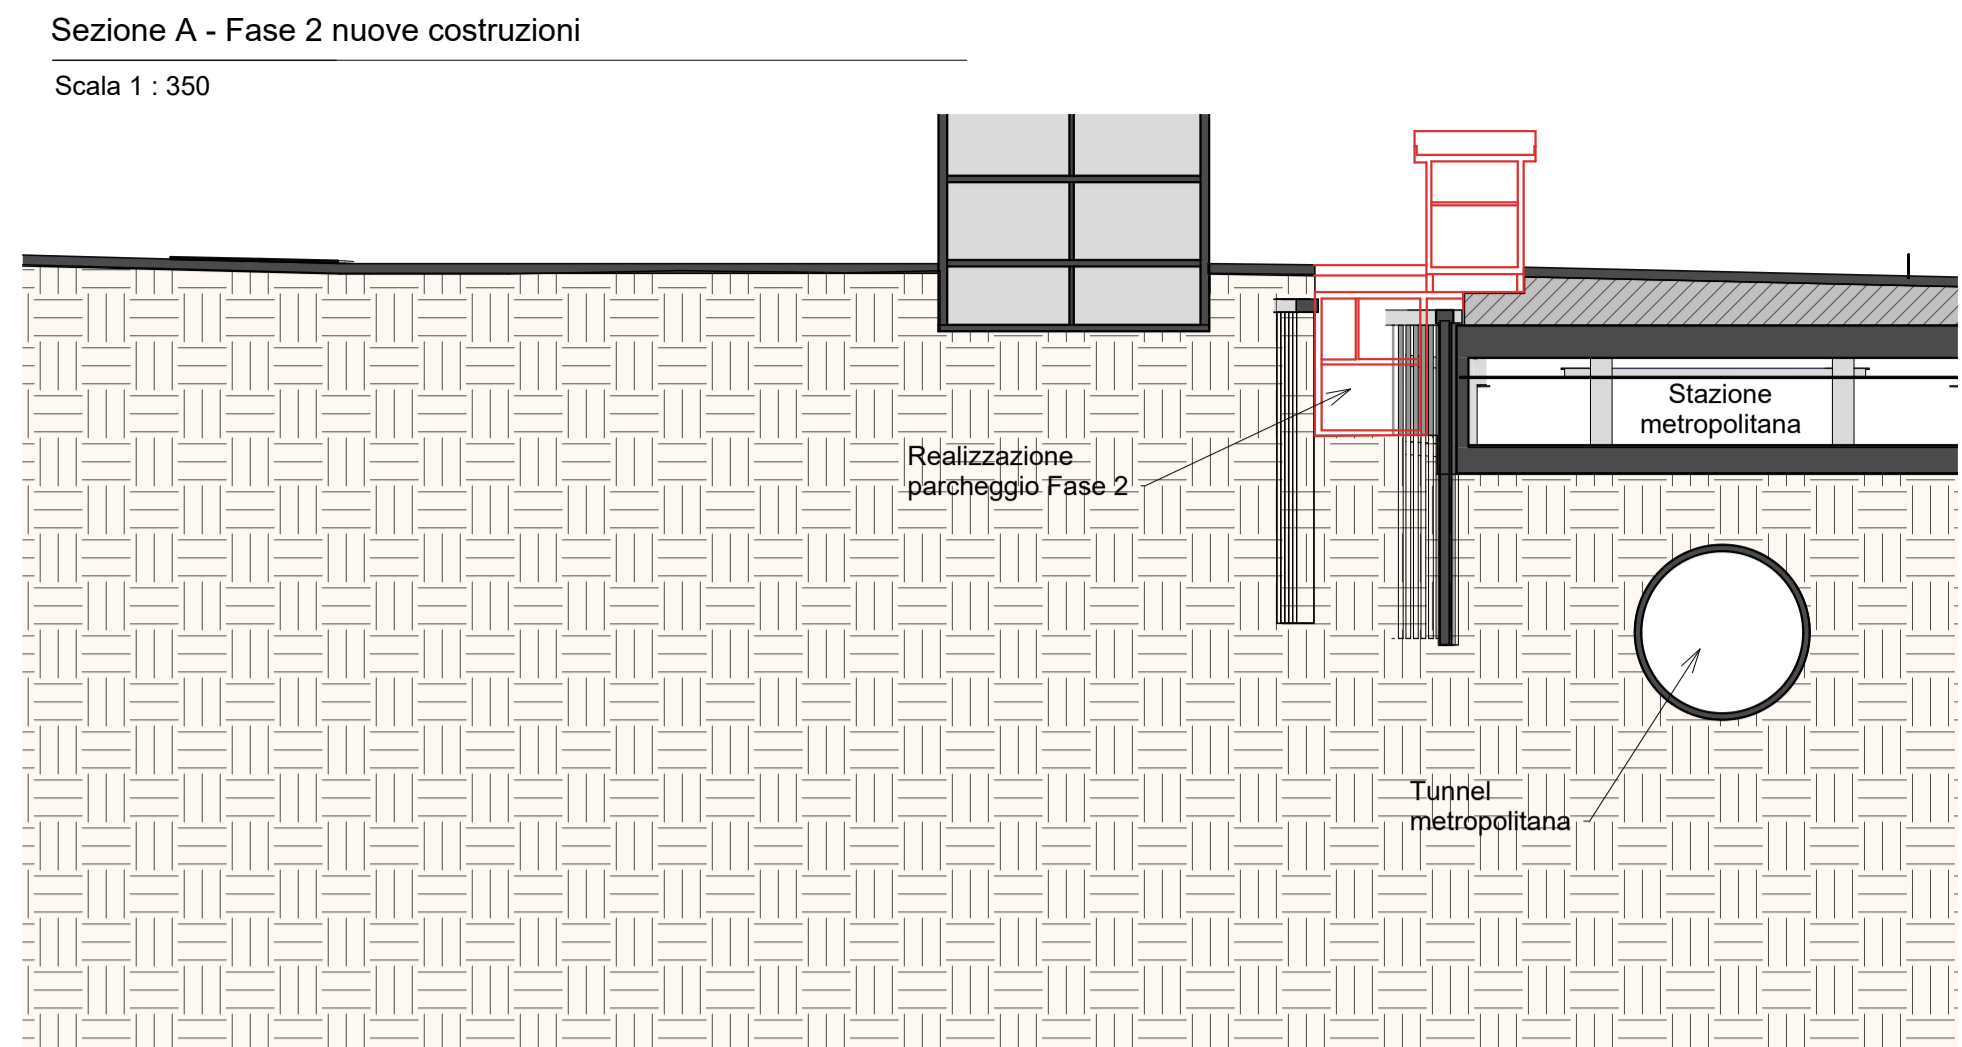 Sezione A - Fase 2 nuove costruzioni
Scala 1 : 350
Stazione
metropolitana
Realizzazione
parcheggio Fase 2
Tunnel
metropolitana